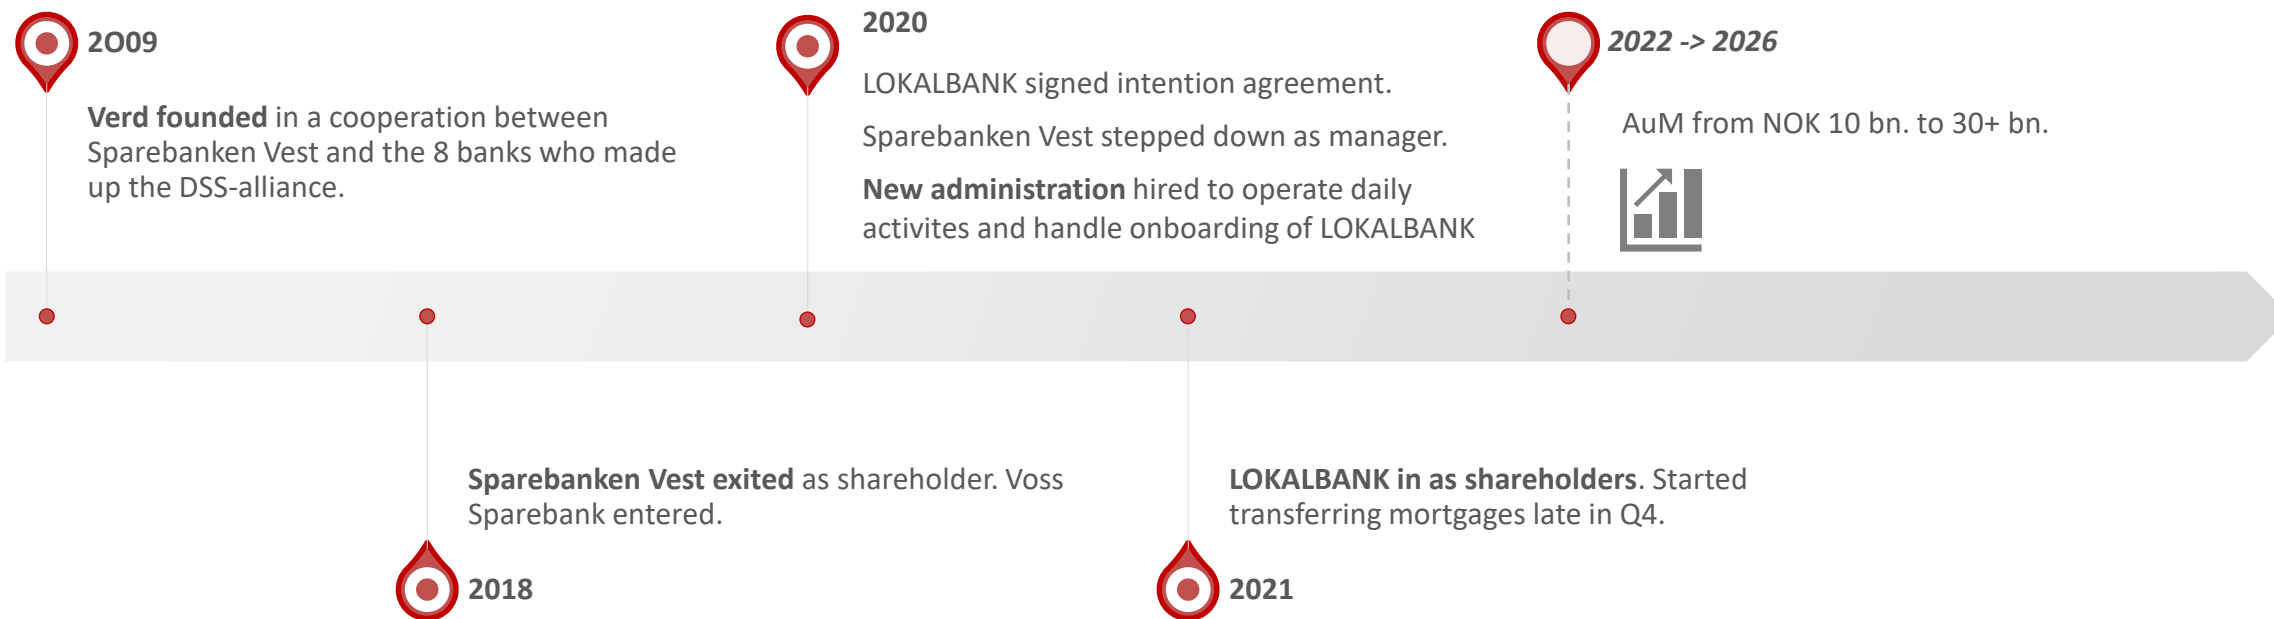 2O09
Verd founded in a cooperation between
Sparebanken Vest and the 8 banks who made
up the DSS-alliance.
2020
LOKALBANK signed intention agreement.
Sparebanken Vest stepped down as manager.
New administration hired to operate daily
activites and handle onboarding of LOKALBANK
2022 -> 2026
AuM from NOK 10 bn. to 30+ bn.
Sparebanken Vest exited as shareholder. Voss
Sparebank entered.
2018
LOKALBANK in as shareholders. Started
transferring mortgages late in Q4.
2021